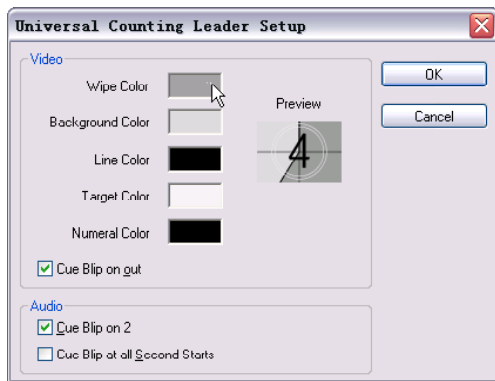 Universal Counting Leader Setup
Video
Wipe Color
Background Color
Line Color
Target Color
Numeral Color
Cue Blip on out
Preview
4
OK
Cancel
Audio
Cue Blip on 2
Cue Blip at all Second Starts